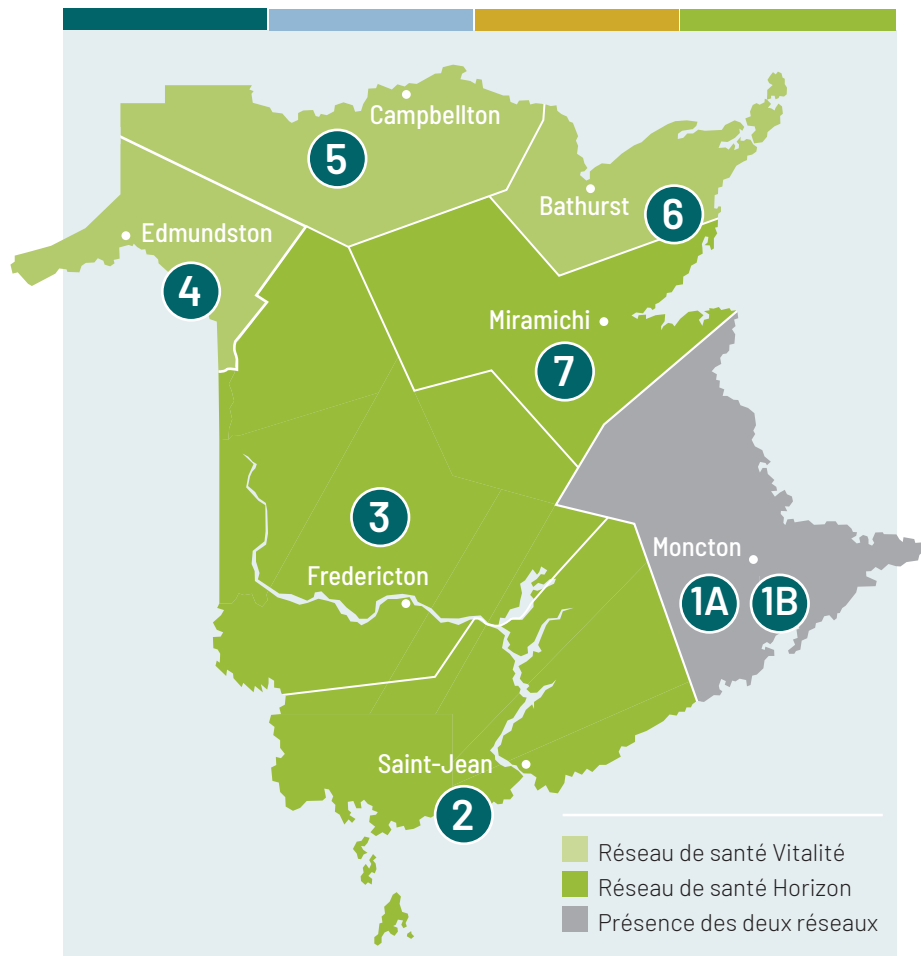 Campbellton
5
Bathurst
6
Edmundston
4
Miramichi
7
3
Fredericton
Moncton
1A
1B
Saint-Jean
2
Réseau de santé Vitalité
Réseau de santé Horizon
Présence des deux réseaux